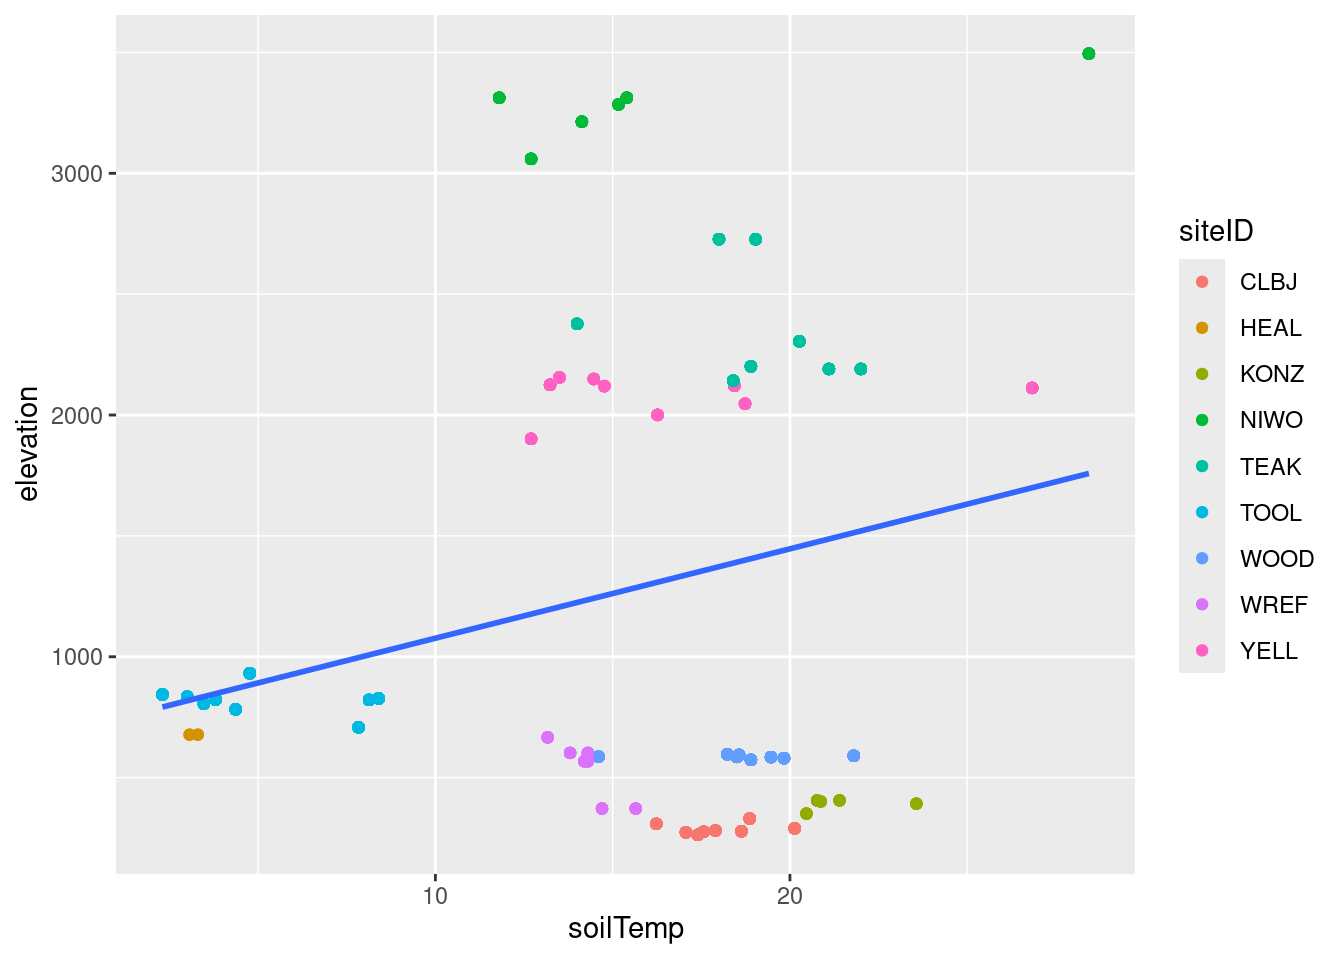 3000
2000
1000
elevation
10
20
soilTemp
siteID
CLBJ
HEAL
KONZ
NIWO
TEAK
TOOL
WOOD
WREF
YELL